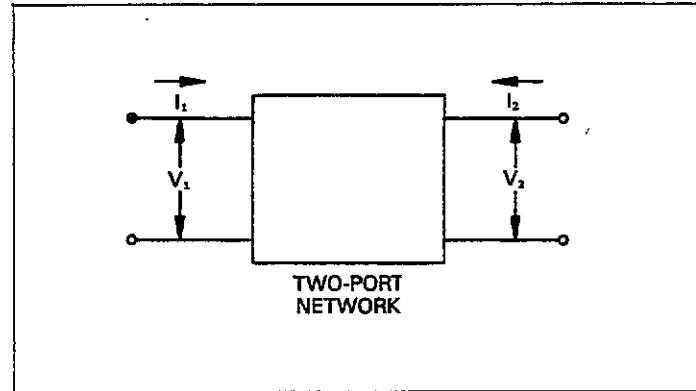 I₁
I₂
V₁
V₂
TWO-PORT
NETWORK